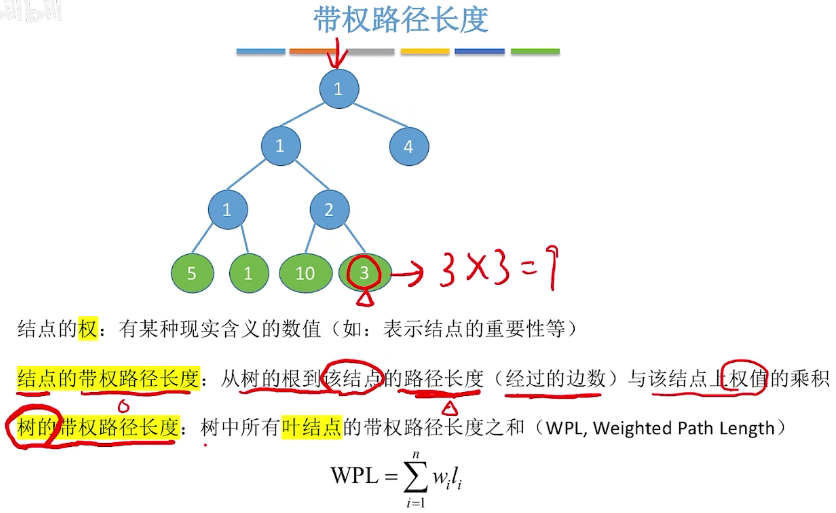 bilibili
带权路径长度
1
1
4
1
2
5
1
10
3
3×3=9
结点的权：有某种现实含义的数值（如：表示结点的重要性等）
结点的带权路径长度：从树的根到该结点的路径长度（经过的边数）与该结点上权值的乘积
树的带权路径长度：树中所有叶结点的带权路径长度之和（WPL, Weighted Path Length）
WPL = ∑ᵢ₌₁ⁿ wᵢlᵢ